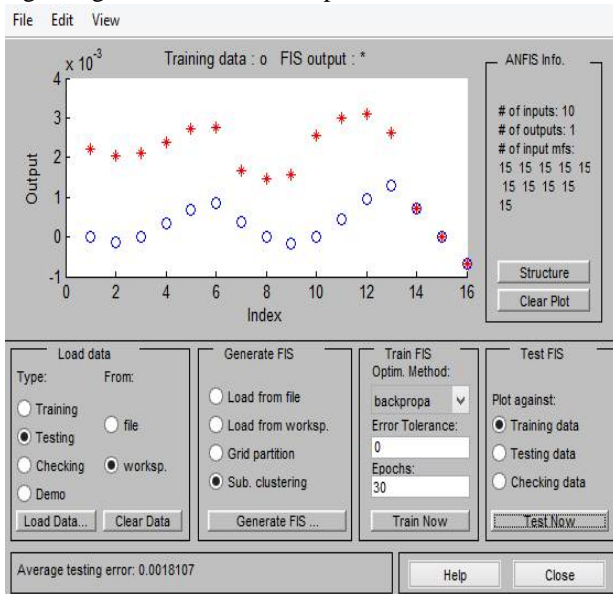 File Edit View
x 10^-3
Training data : o FIS output : *
4
3
2
1
0
-1
Output
0 2 4 6 8 10 12 14 16
Index
ANFIS Info.
# of inputs: 10
# of outputs: 1
# of input mfs:
15 15 15 15 15
15 15 15 15
15
Structure
Clear Plot
Load data
Type: From:
Training
Testing
Checking
Demo
file
worksp.
Load Data... Clear Data
Generate FIS
Load from file
Load from worksp.
Grid partition
Sub. clustering
Generate FIS ...
Train FIS
Optim. Method:
backpropa
Error Tolerance:
0
Epochs:
30
Train Now
Test FIS
Plot against:
Training data
Testing data
Checking data
Test Now
Average testing error: 0.0018107
Help Close